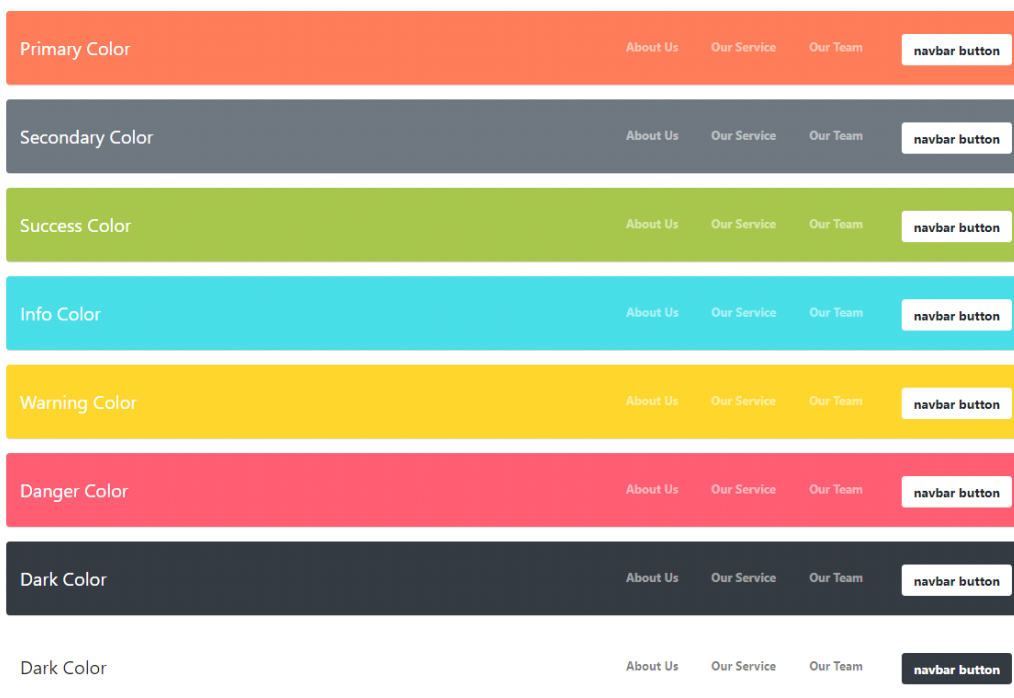 Primary Color About Us Our Service Our Team navbar button
Secondary Color About Us Our Service Our Team navbar button
Success Color About Us Our Service Our Team navbar button
Info Color About Us Our Service Our Team navbar button
Warning Color About Us Our Service Our Team navbar button
Danger Color About Us Our Service Our Team navbar button
Dark Color About Us Our Service Our Team navbar button
Dark Color About Us Our Service Our Team navbar button